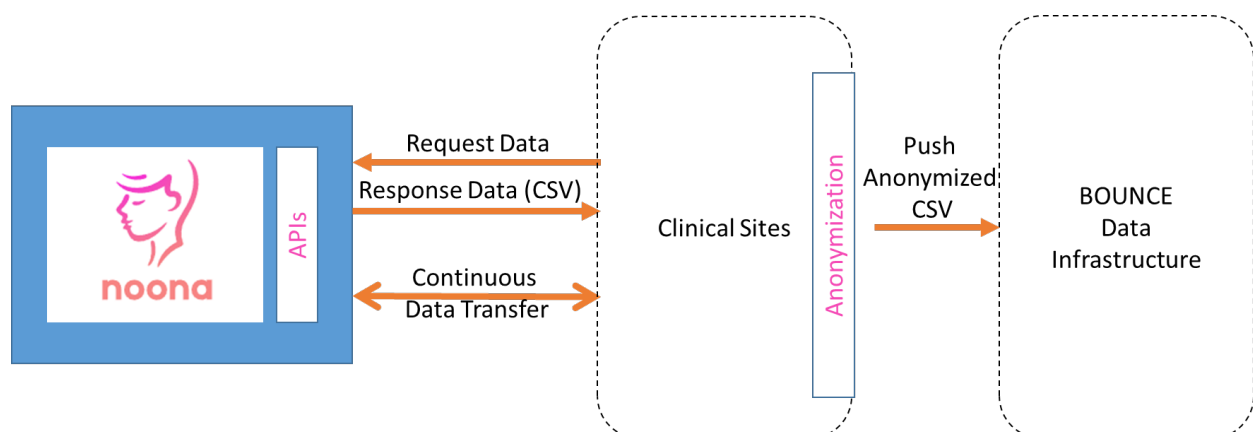 noona
APIs
Request Data
Response Data (CSV)
Continuous
Data Transfer
Clinical Sites
Anonymization
Push
Anonymized
CSV
BOUNCE
Data
Infrastructure